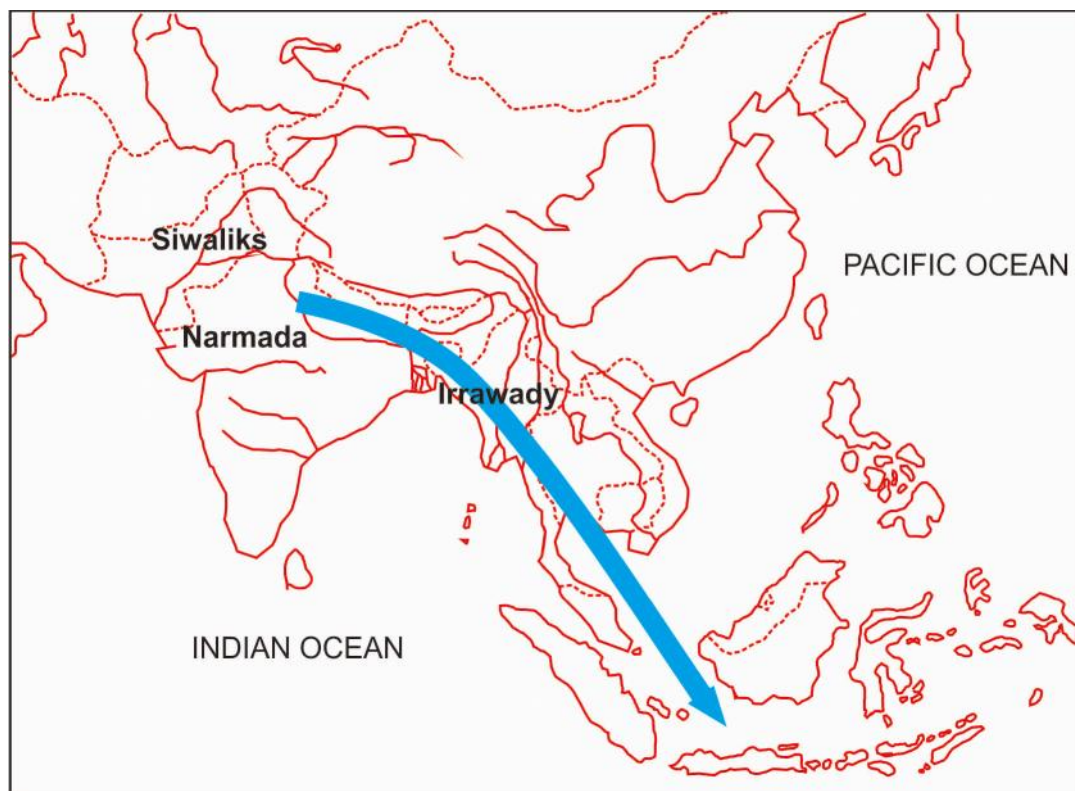 Siwaliks
PACIFIC OCEAN
Narmada
Irrawady
INDIAN OCEAN